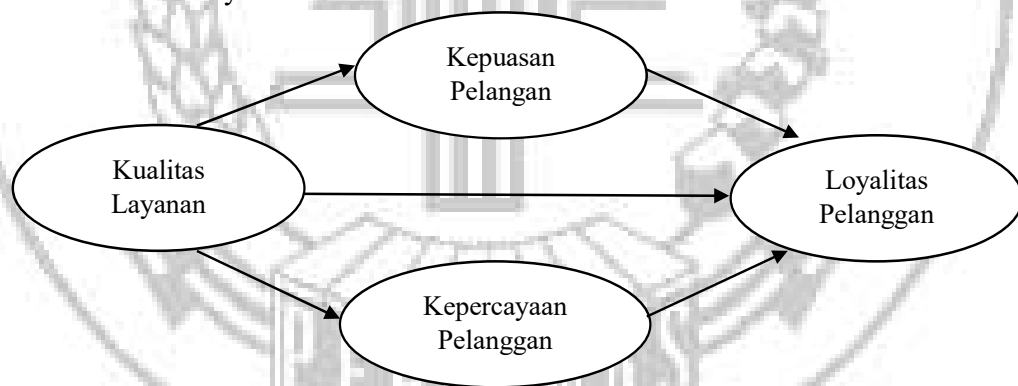 Kepuasan
Pelangan
Kualitas
Layanan
Loyalitas
Pelanggan
Kepercayaan
Pelanggan